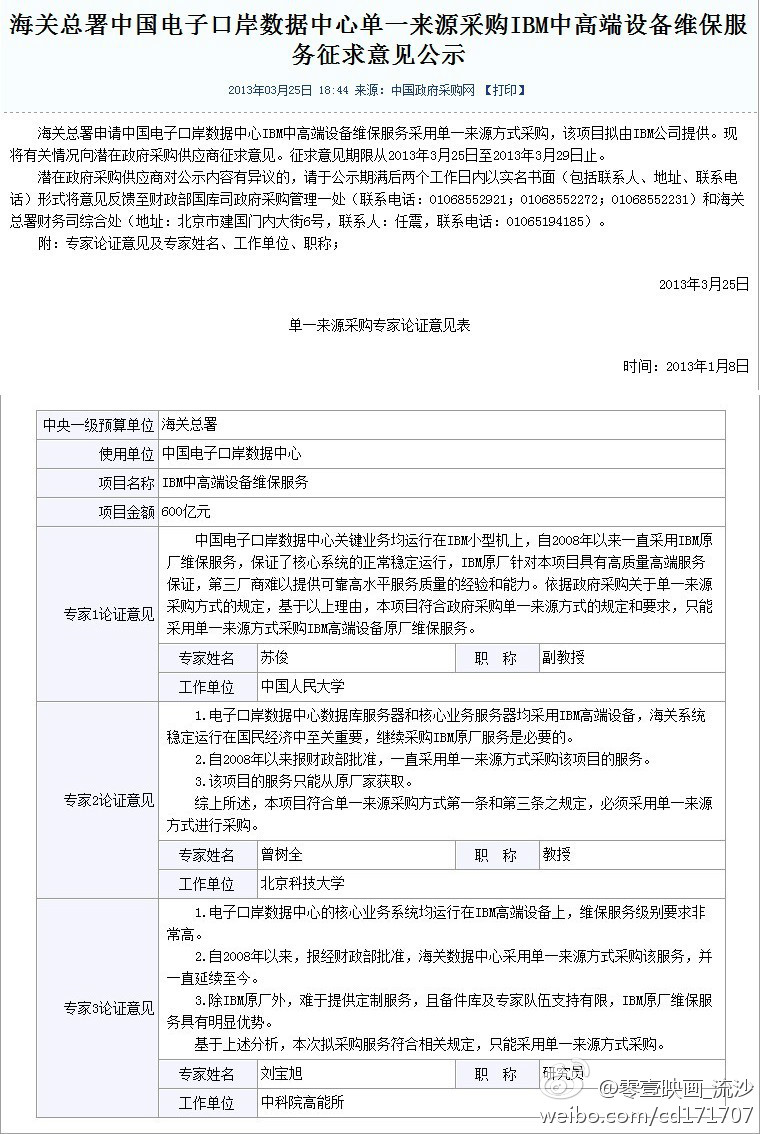 海关总署中国电子口岸数据中心单一来源采购IBM中高端设备维保服
务征求意见公示
2013年03月25日 18:44 来源：中国政府采购网 【打印】
海关总署申请中国电子口岸数据中心IBM中高端设备维保服务采用单一来源方式采购，该项目拟由IBM公司提供。现
将有关情况向潜在政府采购供应商征求意见。征求意见期限从2013年3月25日至2013年3月29日止。
潜在政府采购供应商对公示内容有异议的，请于公示期满后两个工作日内以实名书面（包括联系人、地址、联系电
话）形式将意见反馈至财政部国库司政府采购管理一处（联系电话：01068552921；01068552272；01068552231）和海关
总署财务司综合处（地址：北京市建国门内大街6号，联系人：任震，联系电话：01065194185）。
附：专家论证意见及专家姓名、工作单位、职称；
2013年3月25日
单一来源采购专家论证意见表
时间：2013年1月8日
中央一级预算单位 海关总署
使用单位 中国电子口岸数据中心
项目名称 IBM中高端设备维保服务
项目金额 600亿元
专家1论证意见
中国电子口岸数据中心关键业务均运行在IBM小型机上，自2008年以来一直采用IBM原
厂维保服务，保证了核心系统的正常稳定运行，IBM原厂针对本项目具有高质量高端服务
保证，第三厂商难以提供可靠高水平服务质量的经验和能力。依据政府采购关于单一来源
采购方式的规定，基于以上理由，本项目符合政府采购单一来源方式的规定和要求，只能
采用单一来源方式采购IBM高端设备原厂维保服务。
专家姓名 苏俊 职 称 副教授
工作单位 中国人民大学
专家2论证意见
1.电子口岸数据中心数据库服务器和核心业务服务器均采用IBM高端设备，海关系统
稳定运行在国民经济中至关重要，继续采购IBM原厂服务是必要的。
2.自2008年以来报财政部批准，一直采用单一来源方式采购该项目的服务。
3.该项目的服务只能从原厂家获取。
综上所述，本项目符合单一来源采购方式第一条和第三条之规定，必须采用单一来源
方式进行采购。
专家姓名 曾树全 职 称 教授
工作单位 北京科技大学
专家3论证意见
1.电子口岸数据中心的核心业务系统均运行在IBM高端设备上，维保服务级别要求非
常高。
2.自2008年以来，报经财政部批准，海关数据中心采用单一来源方式采购该服务，并
一直延续至今。
3.除IBM原厂外，难于提供定制服务，且备件库及专家队伍支持有限，IBM原厂维保服
务具有明显优势。
基于上述分析，本次拟采购服务符合相关规定，只能采用单一来源方式采购。
专家姓名 刘宝旭 职 称 研究员
工作单位 中科院高能所
@零壹映画_流沙
weibo.com/cd171707